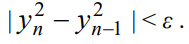 | y_n^2 − y_{n−1}^2 | < ε .